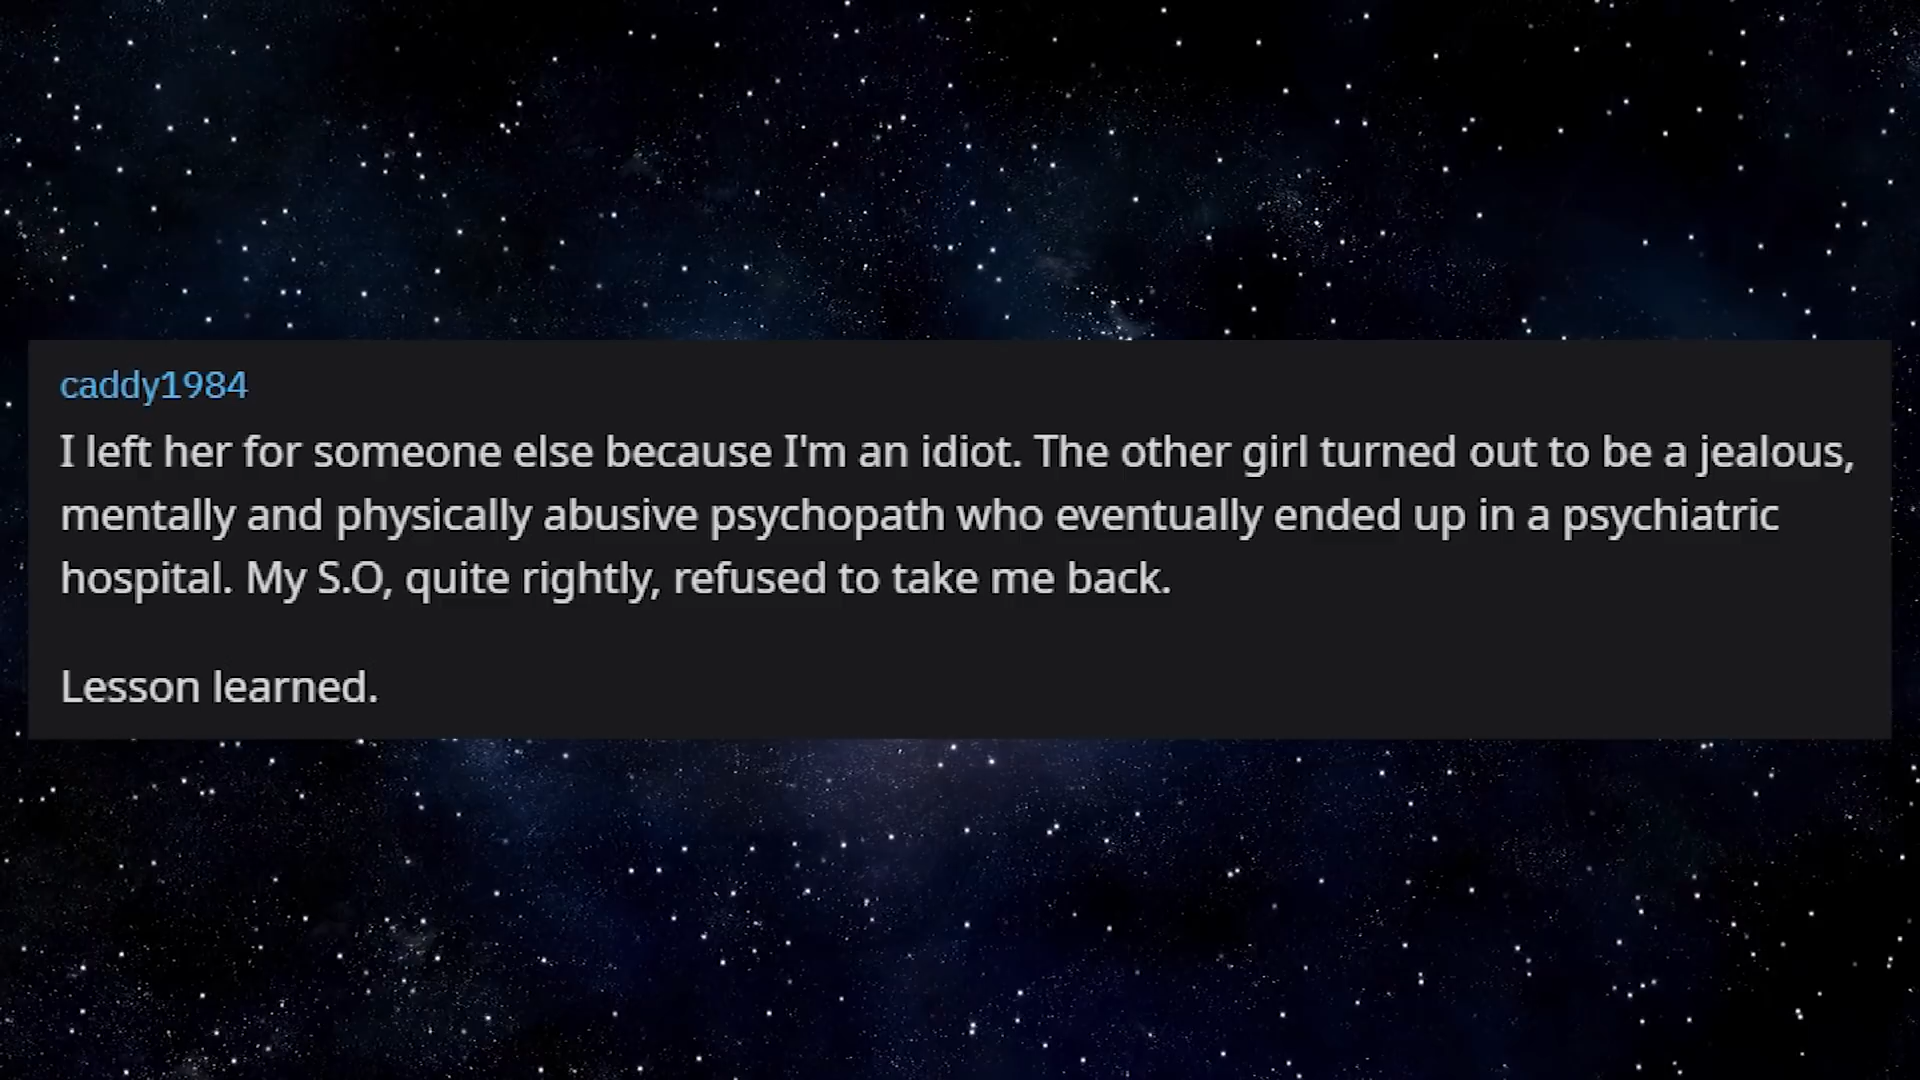 caddy1984
I left her for someone else because I'm an idiot. The other girl turned out to be a jealous,
mentally and physically abusive psychopath who eventually ended up in a psychiatric
hospital. My S.O, quite rightly, refused to take me back.
Lesson learned.